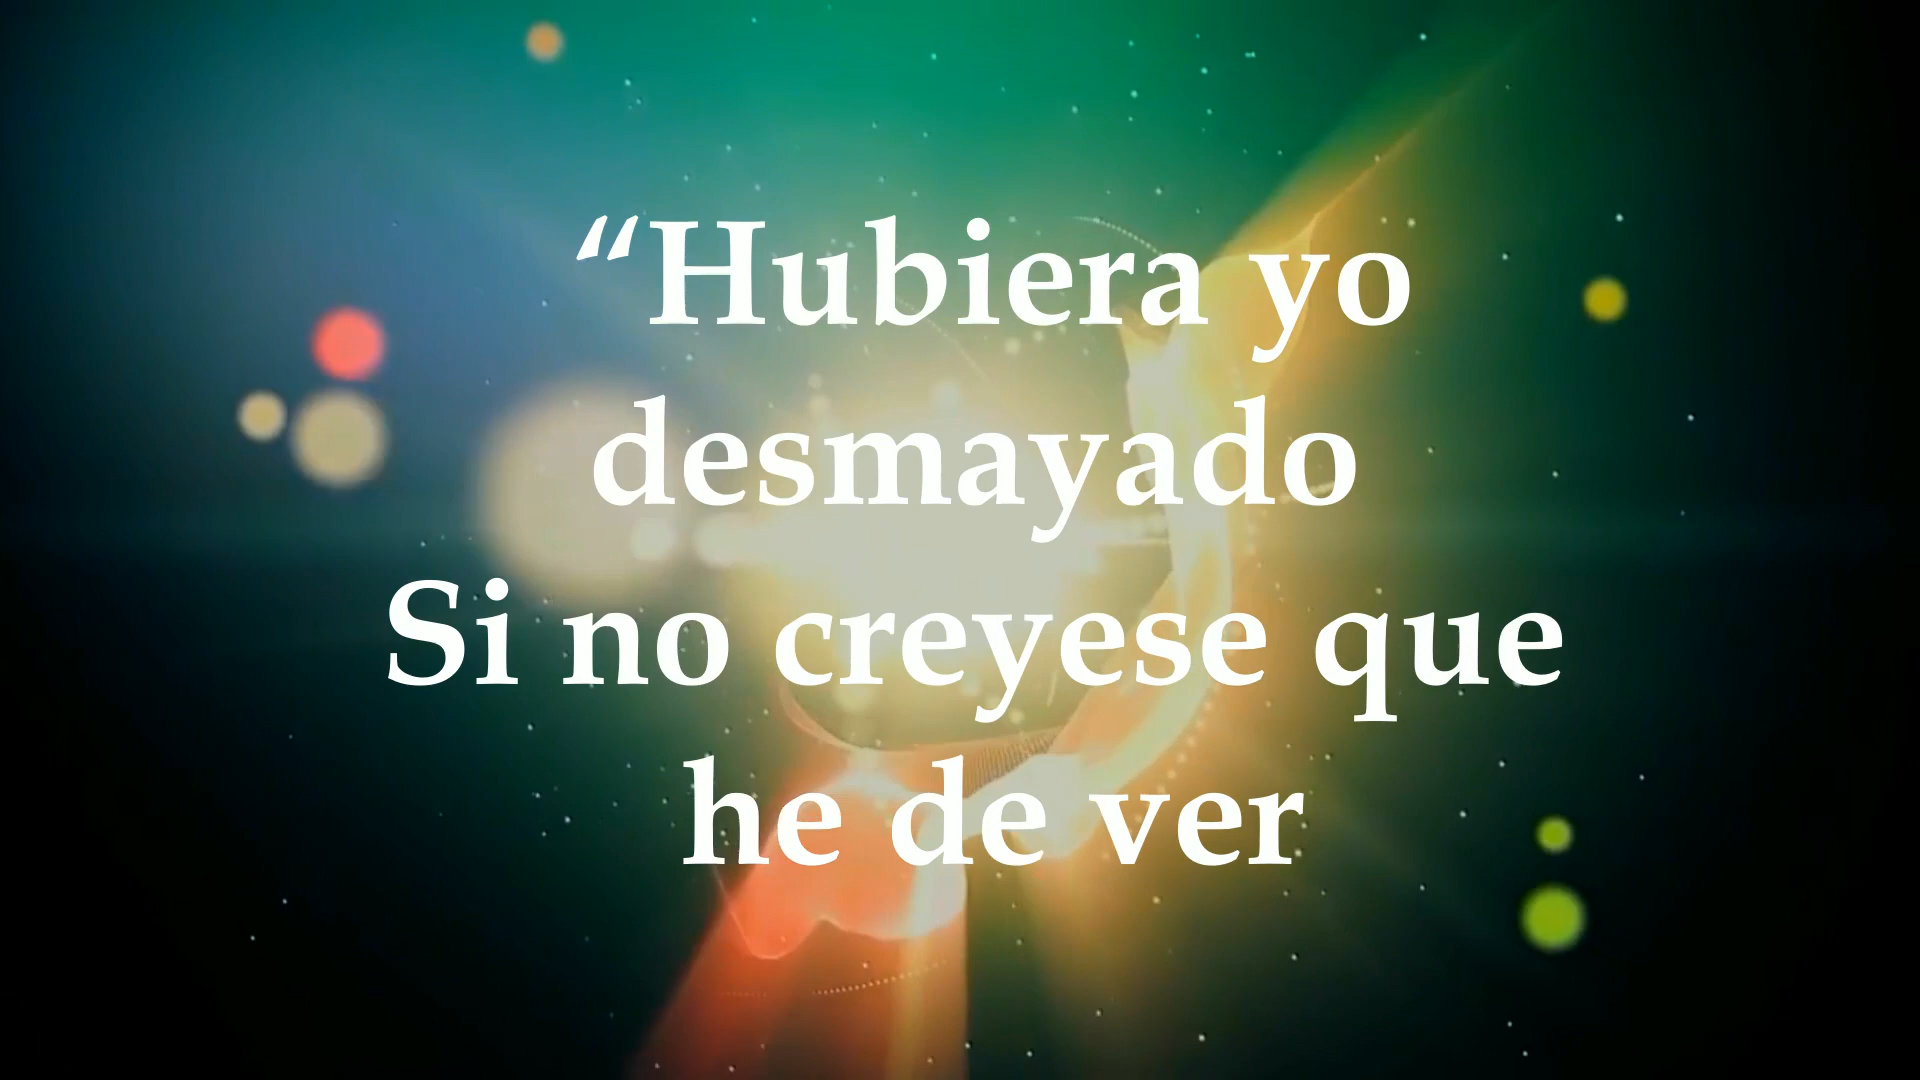 “Hubiera yo
desmayado
Si no creyese que
he de ver